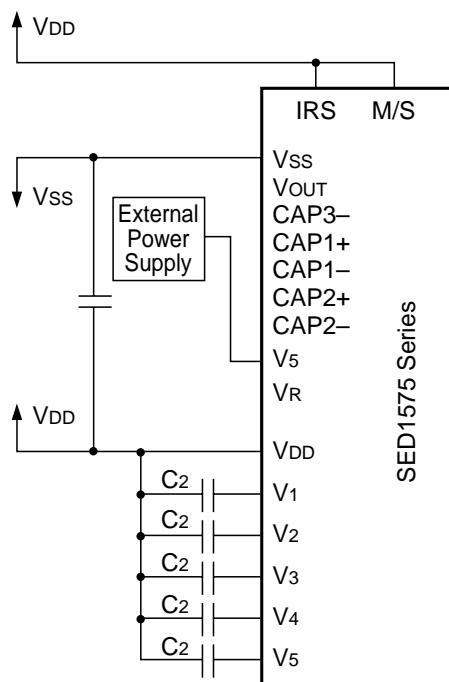 VDD
IRS M/S
VSS
VSS
VOUT
External
Power
Supply
CAP3–
CAP1+
CAP1–
CAP2+
CAP2–
V5
VR
VDD
VDD
C2 V1
C2 V2
C2 V3
C2 V4
C2 V5
SED1575 Series